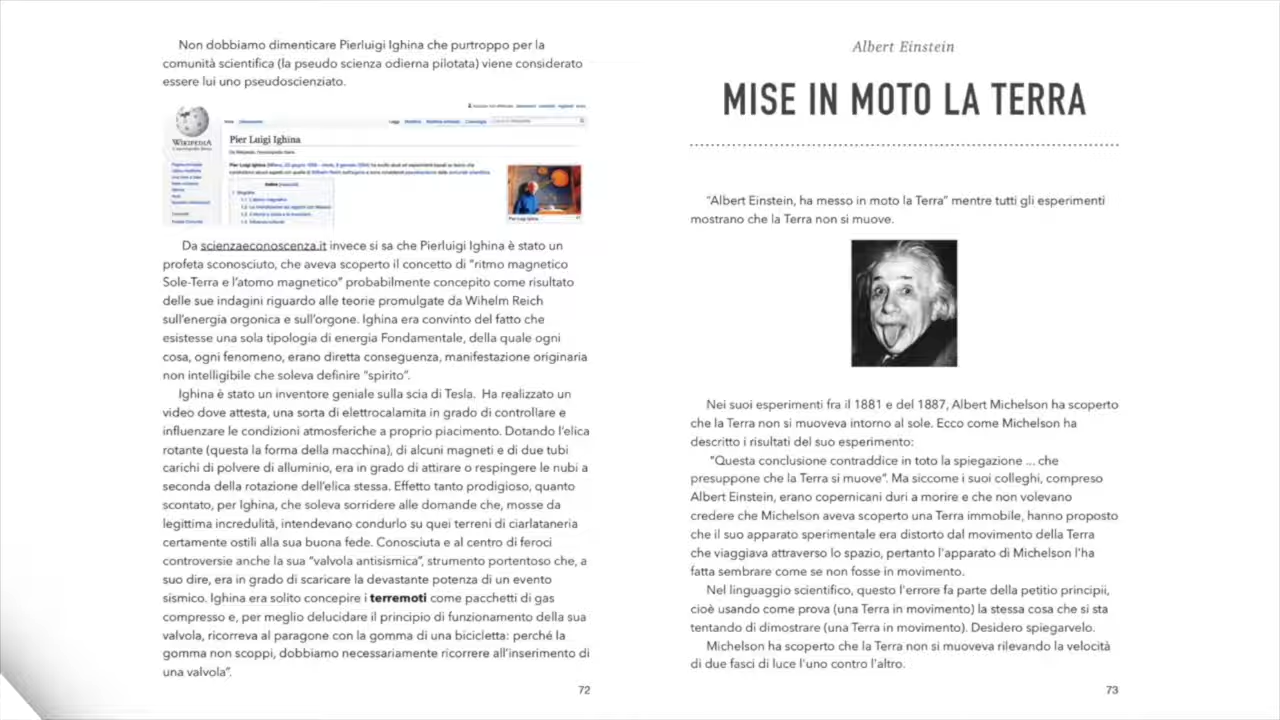 Non dobbiamo dimenticare Pierluigi Ighina che purtroppo per la
comunità scientifica (la pseudo scienza odierna pilotata) viene considerato
essere lui uno pseudoscienziato.
WIKIPEDIA
Pier Luigi Ighina
Da scienzaeconoscenza.it invece si sa che Pierluigi Ighina è stato un
profeta sconosciuto, che aveva scoperto il concetto di “ritmo magnetico
Sole-Terra e l’atomo magnetico” probabilmente concepito come risultato
delle sue indagini riguardo alle teorie promulgate da Wihelm Reich
sull’energia orgonica e sull’orgone. Ighina era convinto del fatto che
esistesse una sola tipologia di energia Fondamentale, della quale ogni
cosa, ogni fenomeno, erano diretta conseguenza, manifestazione originaria
non intelligibile che soleva definire “spirito”.
Ighina è stato un inventore geniale sulla scia di Tesla. Ha realizzato un
video dove attesta, una sorta di elettrocalamita in grado di controllare e
influenzare le condizioni atmosferiche a proprio piacimento. Dotando l’elica
rotante (questa la forma della macchina), di alcuni magneti e di due tubi
carichi di polvere di alluminio, era in grado di attirare o respingere le nubi a
seconda della rotazione dell’elica stessa. Effetto tanto prodigioso, quanto
scontato, per Ighina, che soleva sorridere alle domande che, mosse da
legittima incredulità, intendevano condurlo su quei terreni di ciarlataneria
certamente ostili alla sua buona fede. Conosciuta e al centro di feroci
controversie anche la sua “valvola antisismica”, strumento portentoso che, a
suo dire, era in grado di scaricare la devastante potenza di un evento
sismico. Ighina era solito concepire i terremoti come pacchetti di gas
compresso e, per meglio delucidare il principio di funzionamento della sua
valvola, ricorreva al paragone con la gomma di una bicicletta: perché la
gomma non scoppi, dobbiamo necessariamente ricorrere all’inserimento di
una valvola”.
72
Albert Einstein
MISE IN MOTO LA TERRA
“Albert Einstein, ha messo in moto la Terra” mentre tutti gli esperimenti
mostrano che la Terra non si muove.
Nei suoi esperimenti fra il 1881 e del 1887, Albert Michelson ha scoperto
che la Terra non si muoveva intorno al sole. Ecco come Michelson ha
descritto i risultati del suo esperimento:
“Questa conclusione contraddice in toto la spiegazione ... che
presuppone che la Terra si muove”. Ma siccome i suoi colleghi, compreso
Albert Einstein, erano copernicani duri a morire e che non volevano
credere che Michelson aveva scoperto una Terra immobile, hanno proposto
che il suo apparato sperimentale era distorto dal movimento della Terra
che viaggiava attraverso lo spazio, pertanto l'apparato di Michelson l'ha
fatta sembrare come se non fosse in movimento.
Nel linguaggio scientifico, questo l'errore fa parte della petitio principii,
cioè usando come prova (una Terra in movimento) la stessa cosa che si sta
tentando di dimostrare (una Terra in movimento). Desidero spiegarvelo.
Michelson ha scoperto che la Terra non si muoveva rilevando la velocità
di due fasci di luce l'uno contro l'altro.
73